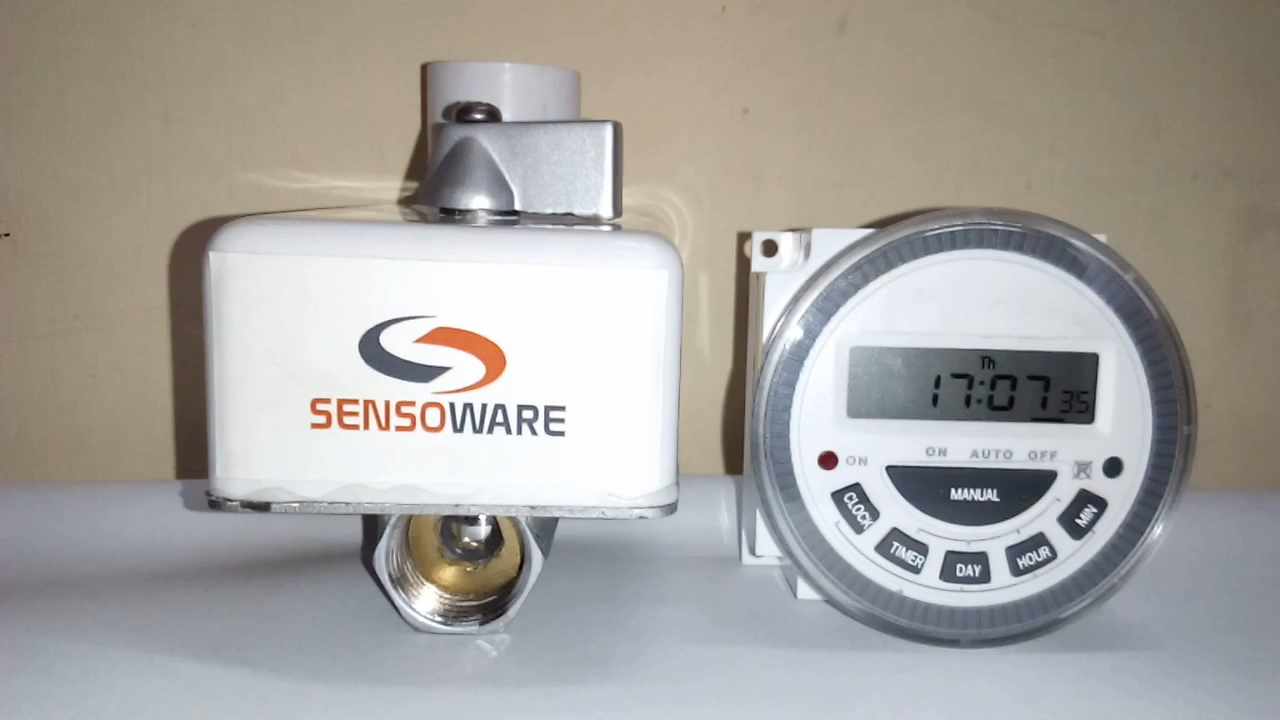 SENSOWARE
Th
17:07 35
ON
ON AUTO OFF
R
MANUAL
CLOCK
TIMER
DAY
HOUR
MIN